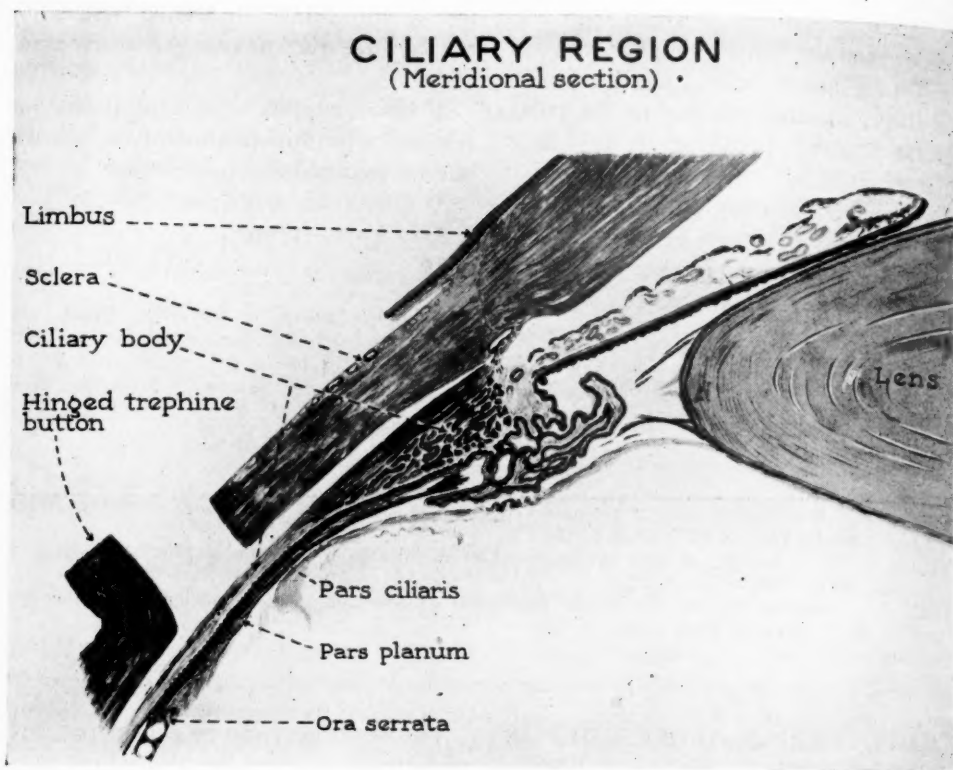 CILIARY REGION
(Meridional section)
Limbus
Sclera
Ciliary body
Hinged trephine
button
Lens
Pars ciliaris
Pars planum
Ora serrata